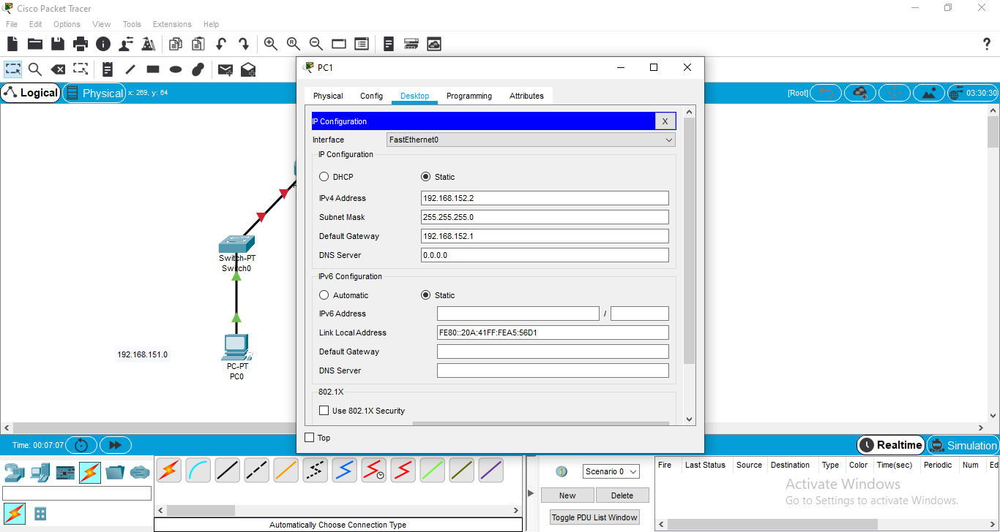 Cisco Packet Tracer
File Edit Options View Tools Extensions Help
Logical
Physical
x: 269, y: 64
[Root]
03:30:30
PC1
Physical Config Desktop Programming Attributes
IP Configuration
X
Interface
FastEthernet0
IP Configuration
DHCP
Static
IPv4 Address
192.168.152.2
Subnet Mask
255.255.255.0
Default Gateway
192.168.152.1
DNS Server
0.0.0.0
IPv6 Configuration
Automatic
Static
IPv6 Address
/
Link Local Address
FE80::20A:41FF:FEA5:56D1
Default Gateway
DNS Server
802.1X
Use 802.1X Security
Top
Switch-PT
Switch0
192.168.151.0
PC-PT
PC0
Time: 00:07:07
Realtime
Simulation
Automatically Choose Connection Type
Scenario 0
New
Delete
Toggle PDU List Window
Fire Last Status Source Destination Type Color Time(sec) Periodic Num Ed
Activate Windows
Go to Settings to activate Windows.